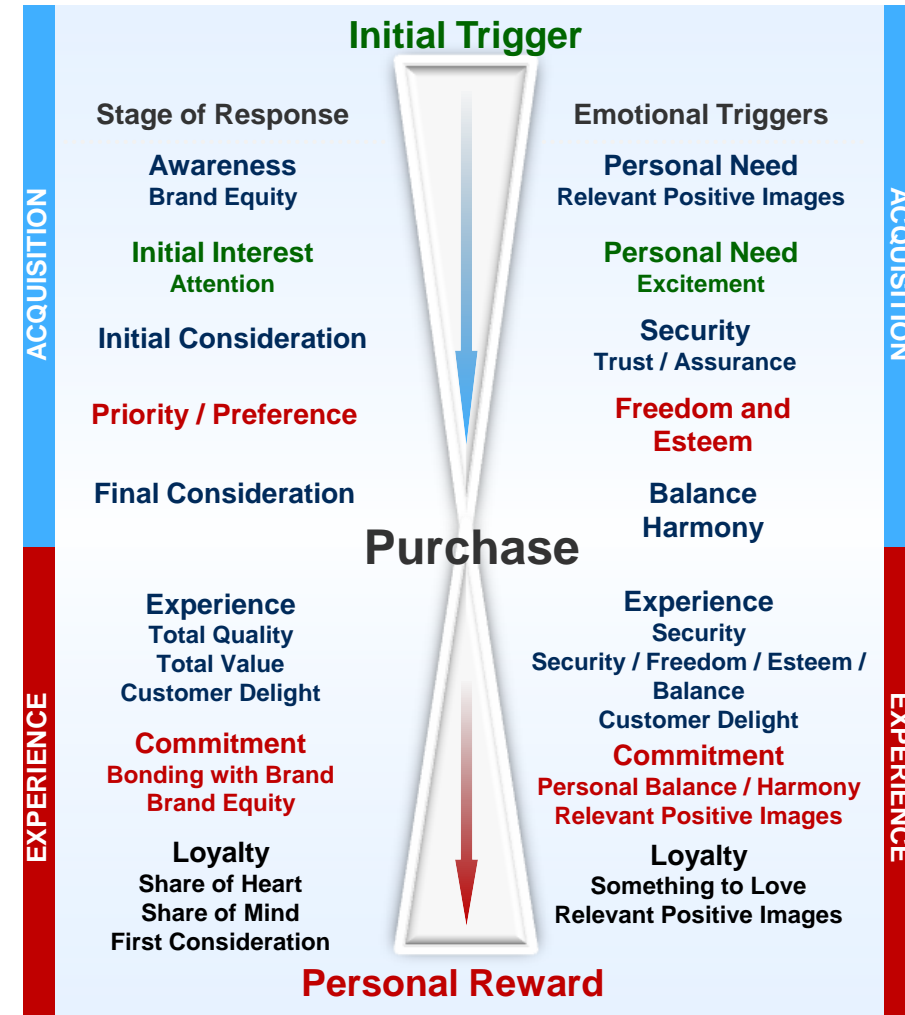 Initial Trigger
ACQUISITION
Stage of Response
Awareness
Brand Equity
Initial Interest
Attention
Initial Consideration
Priority / Preference
Final Consideration
Emotional Triggers
Personal Need
Relevant Positive Images
Personal Need
Excitement
Security
Trust / Assurance
Freedom and
Esteem
Balance
Harmony
ACQUISITION
Purchase
EXPERIENCE
Experience
Total Quality
Total Value
Customer Delight
Commitment
Bonding with Brand
Brand Equity
Loyalty
Share of Heart
Share of Mind
First Consideration
Experience
Security
Security / Freedom / Esteem /
Balance
Customer Delight
Commitment
Personal Balance / Harmony
Relevant Positive Images
Loyalty
Something to Love
Relevant Positive Images
EXPERIENCE
Personal Reward